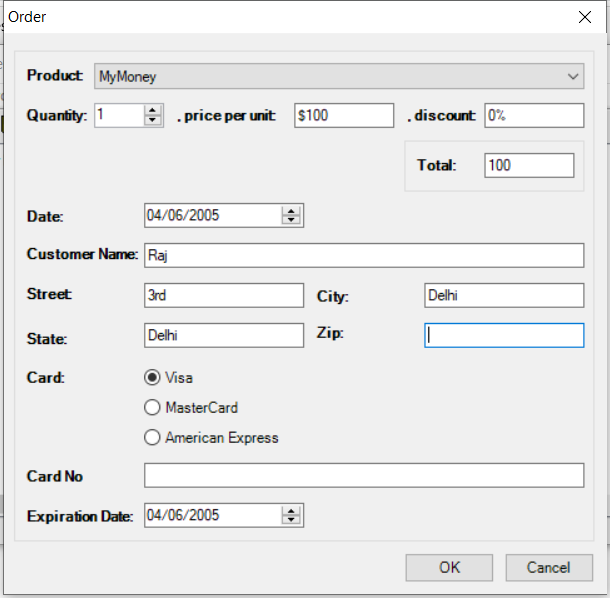 Order
Product: MyMoney
Quantity: 1 . price per unit: $100 . discount: 0%
Total: 100
Date: 04/06/2005
Customer Name: Raj
Street: 3rd City: Delhi
State: Delhi Zip:
Card: Visa
MasterCard
American Express
Card No
Expiration Date: 04/06/2005
OK Cancel